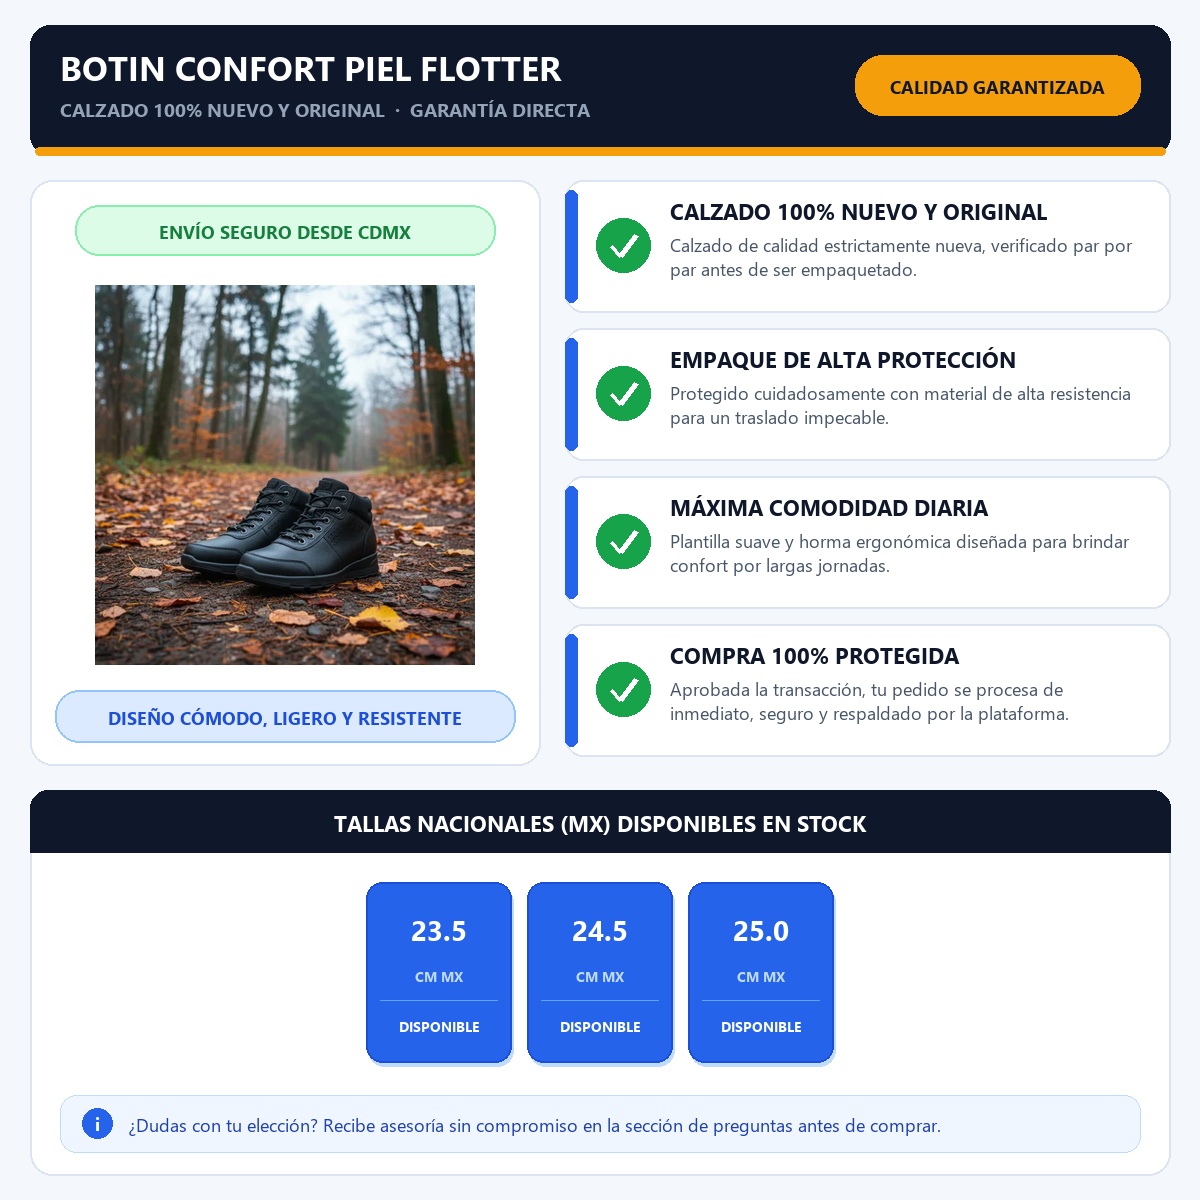 BOTIN CONFORT PIEL FLOTTER
CALZADO 100% NUEVO Y ORIGINAL · GARANTÍA DIRECTA
CALIDAD GARANTIZADA
ENVÍO SEGURO DESDE CDMX
DISEÑO CÓMODO, LIGERO Y RESISTENTE
CALZADO 100% NUEVO Y ORIGINAL
Calzado de calidad estrictamente nueva, verificado par por
par antes de ser empaquetado.
EMPAQUE DE ALTA PROTECCIÓN
Protegido cuidadosamente con material de alta resistencia
para un traslado impecable.
MÁXIMA COMODIDAD DIARIA
Plantilla suave y horma ergonómica diseñada para brindar
confort por largas jornadas.
COMPRA 100% PROTEGIDA
Aprobada la transacción, tu pedido se procesa de
inmediato, seguro y respaldado por la plataforma.
TALLAS NACIONALES (MX) DISPONIBLES EN STOCK
23.5
CM MX
DISPONIBLE
24.5
CM MX
DISPONIBLE
25.0
CM MX
DISPONIBLE
¿Dudas con tu elección? Recibe asesoría sin compromiso en la sección de preguntas antes de comprar.